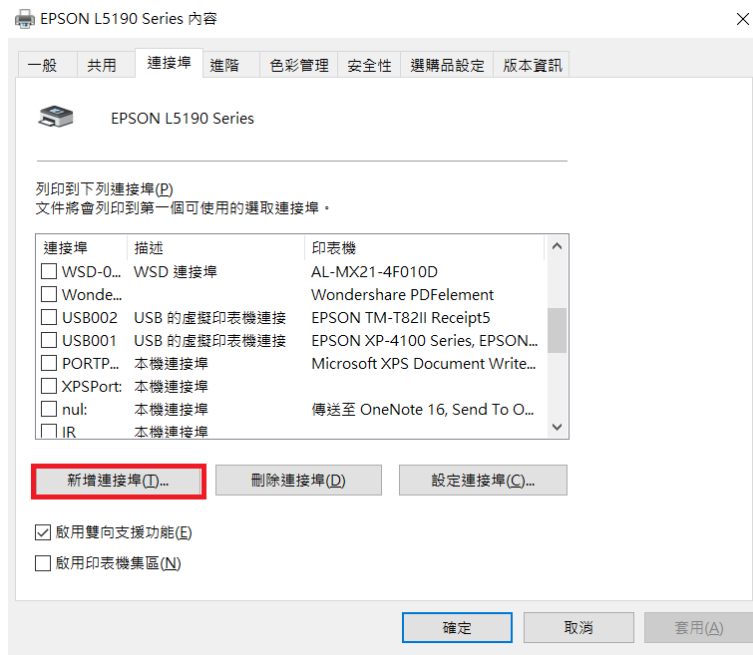 EPSON L5190 Series 內容
一般 共用 連接埠 進階 色彩管理 安全性 選購品設定 版本資訊
EPSON L5190 Series
列印到下列連接埠(P)
文件將會列印到第一個可使用的選取連接埠。
連接埠 描述 印表機
WSD-0... WSD 連接埠 AL-MX21-4F010D
Wonde... Wondershare PDFelement
USB002 USB 的虛擬印表機連接 EPSON TM-T82II Receipt5
USB001 USB 的虛擬印表機連接 EPSON XP-4100 Series, EPSON...
PORTP... 本機連接埠 Microsoft XPS Document Write...
XPSPort: 本機連接埠
nul: 本機連接埠 傳送至 OneNote 16, Send To O...
IR 本機連接埠
新增連接埠(T)... 刪除連接埠(D) 設定連接埠(C)...
啟用雙向支援功能(E)
啟用印表機集區(N)
確定 取消 套用(A)